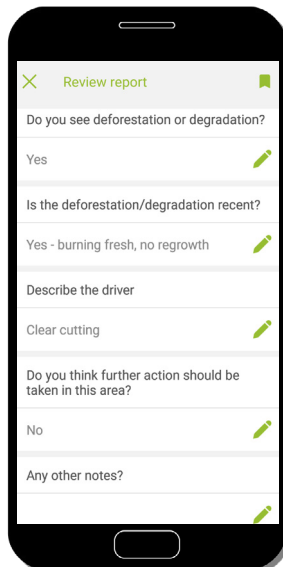 Review report
Do you see deforestation or degradation?
Yes
Is the deforestation/degradation recent?
Yes - burning fresh, no regrowth
Describe the driver
Clear cutting
Do you think further action should be
taken in this area?
No
Any other notes?